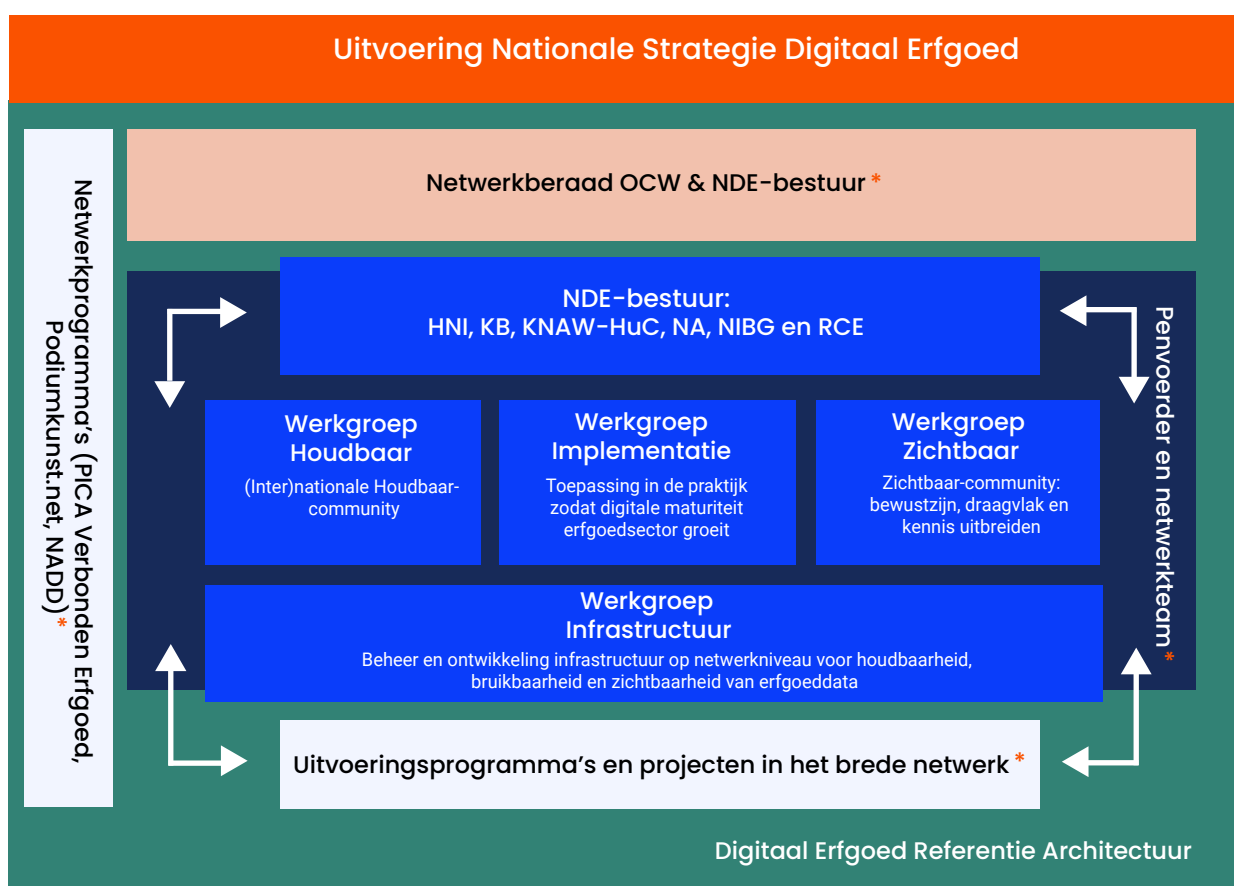 Uitvoering Nationale Strategie Digitaal Erfgoed
Netwerkprogramma's (PICA Verbonden Erfgoed,
Podiumkunst.net, NADD)*
Netwerkberaad OCW & NDE-bestuur*
NDE-bestuur:
HNI, KB, KNAW-HuC, NA, NIBG en RCE
Penvoerder en netwerkteam*
Werkgroep
Houdbaar
(Inter)nationale Houdbaar-
community
Werkgroep
Implementatie
Toepassing in de praktijk
zodat digitale maturiteit
erfgoedsector groeit
Werkgroep
Zichtbaar
Zichtbaar-community:
bewustzijn, draagvlak en
kennis uitbreiden
Werkgroep
Infrastructuur
Beheer en ontwikkeling infrastructuur op netwerkniveau voor houdbaarheid,
bruikbaarheid en zichtbaarheid van erfgoeddata
Uitvoeringsprogramma's en projecten in het brede netwerk*
Digitaal Erfgoed Referentie Architectuur